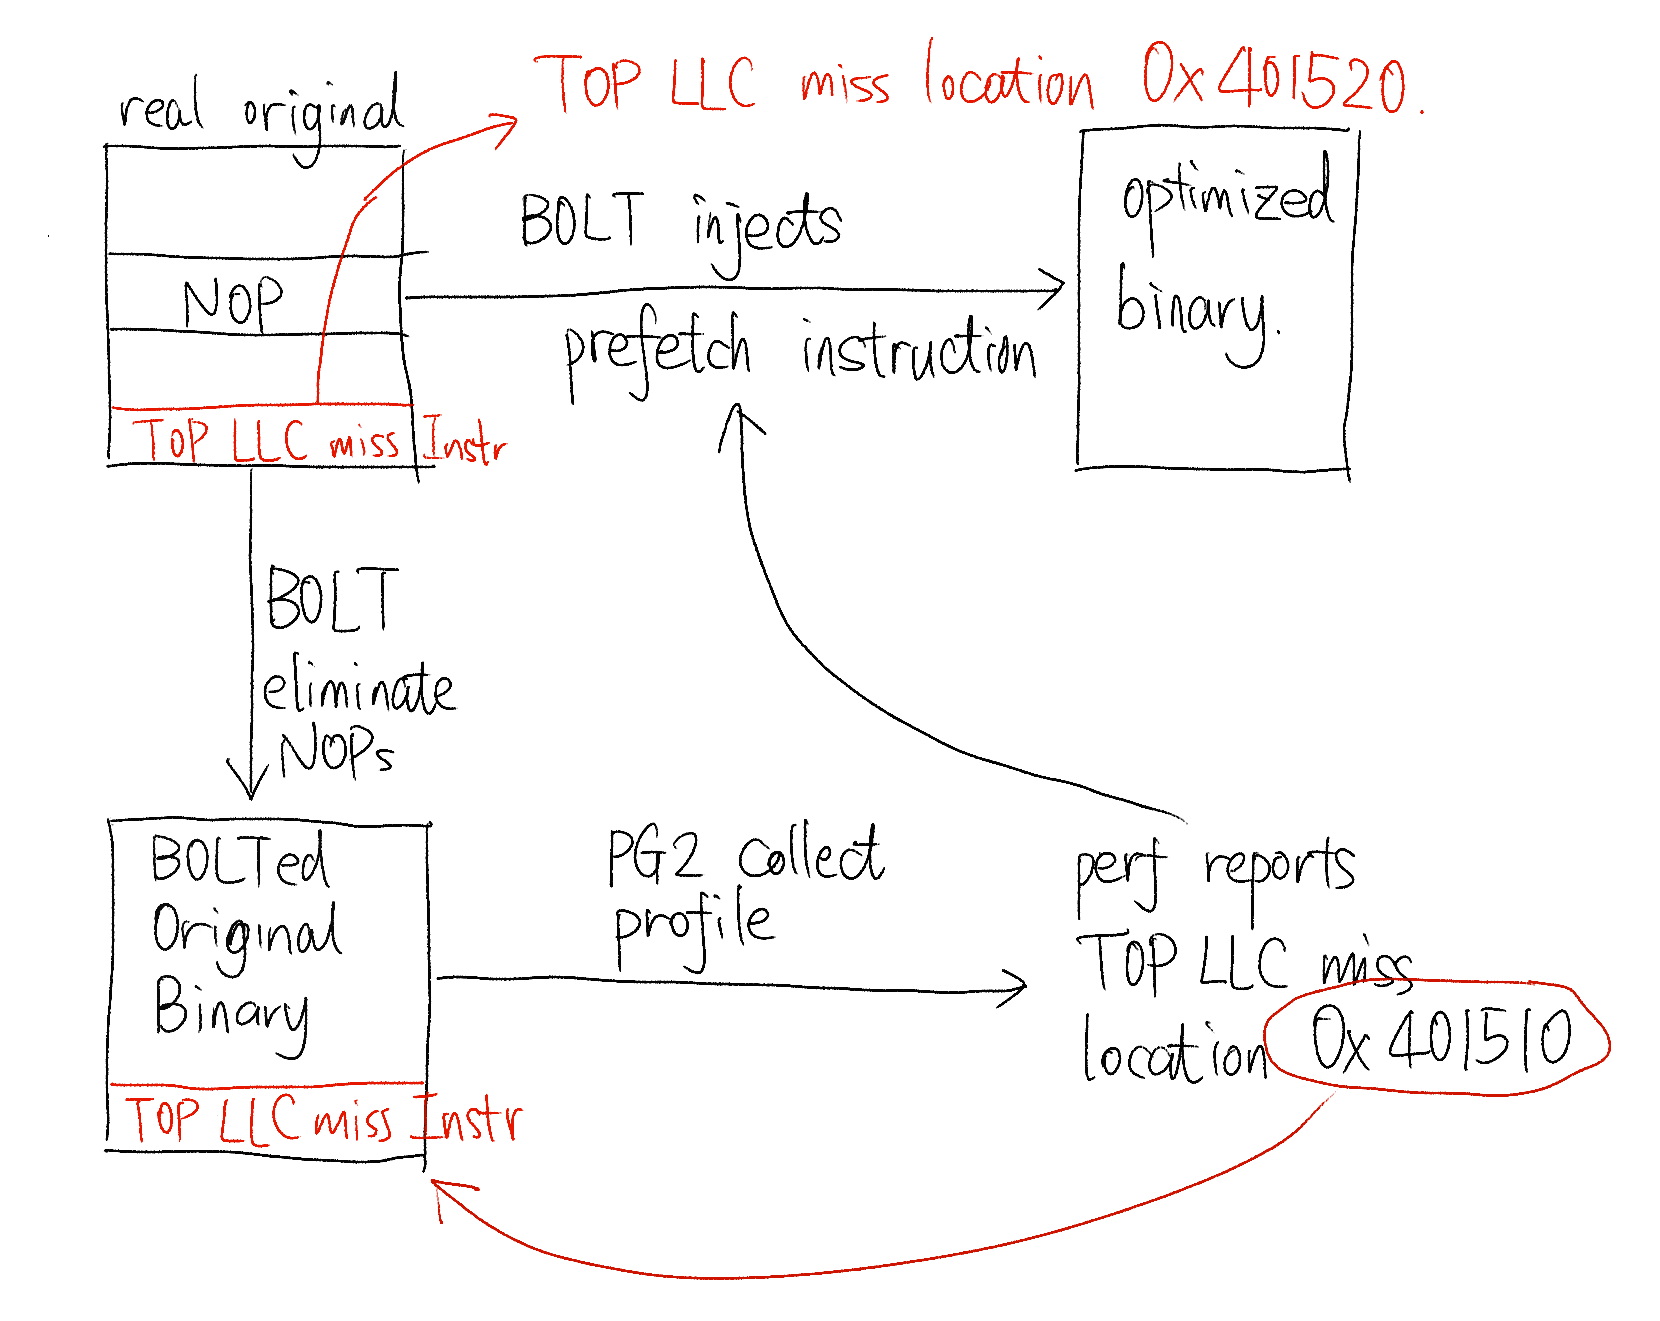 TOP LLC miss location 0x401520.
real original
NOP
TOP LLC miss Instr
BOLT injects
prefetch instruction
optimized
binary.
BOLT
eliminate
NOPs
BOLTed
Original
Binary
TOP LLC miss Instr
PG2 collect
profile
perf reports
TOP LLC miss
location 0x401510